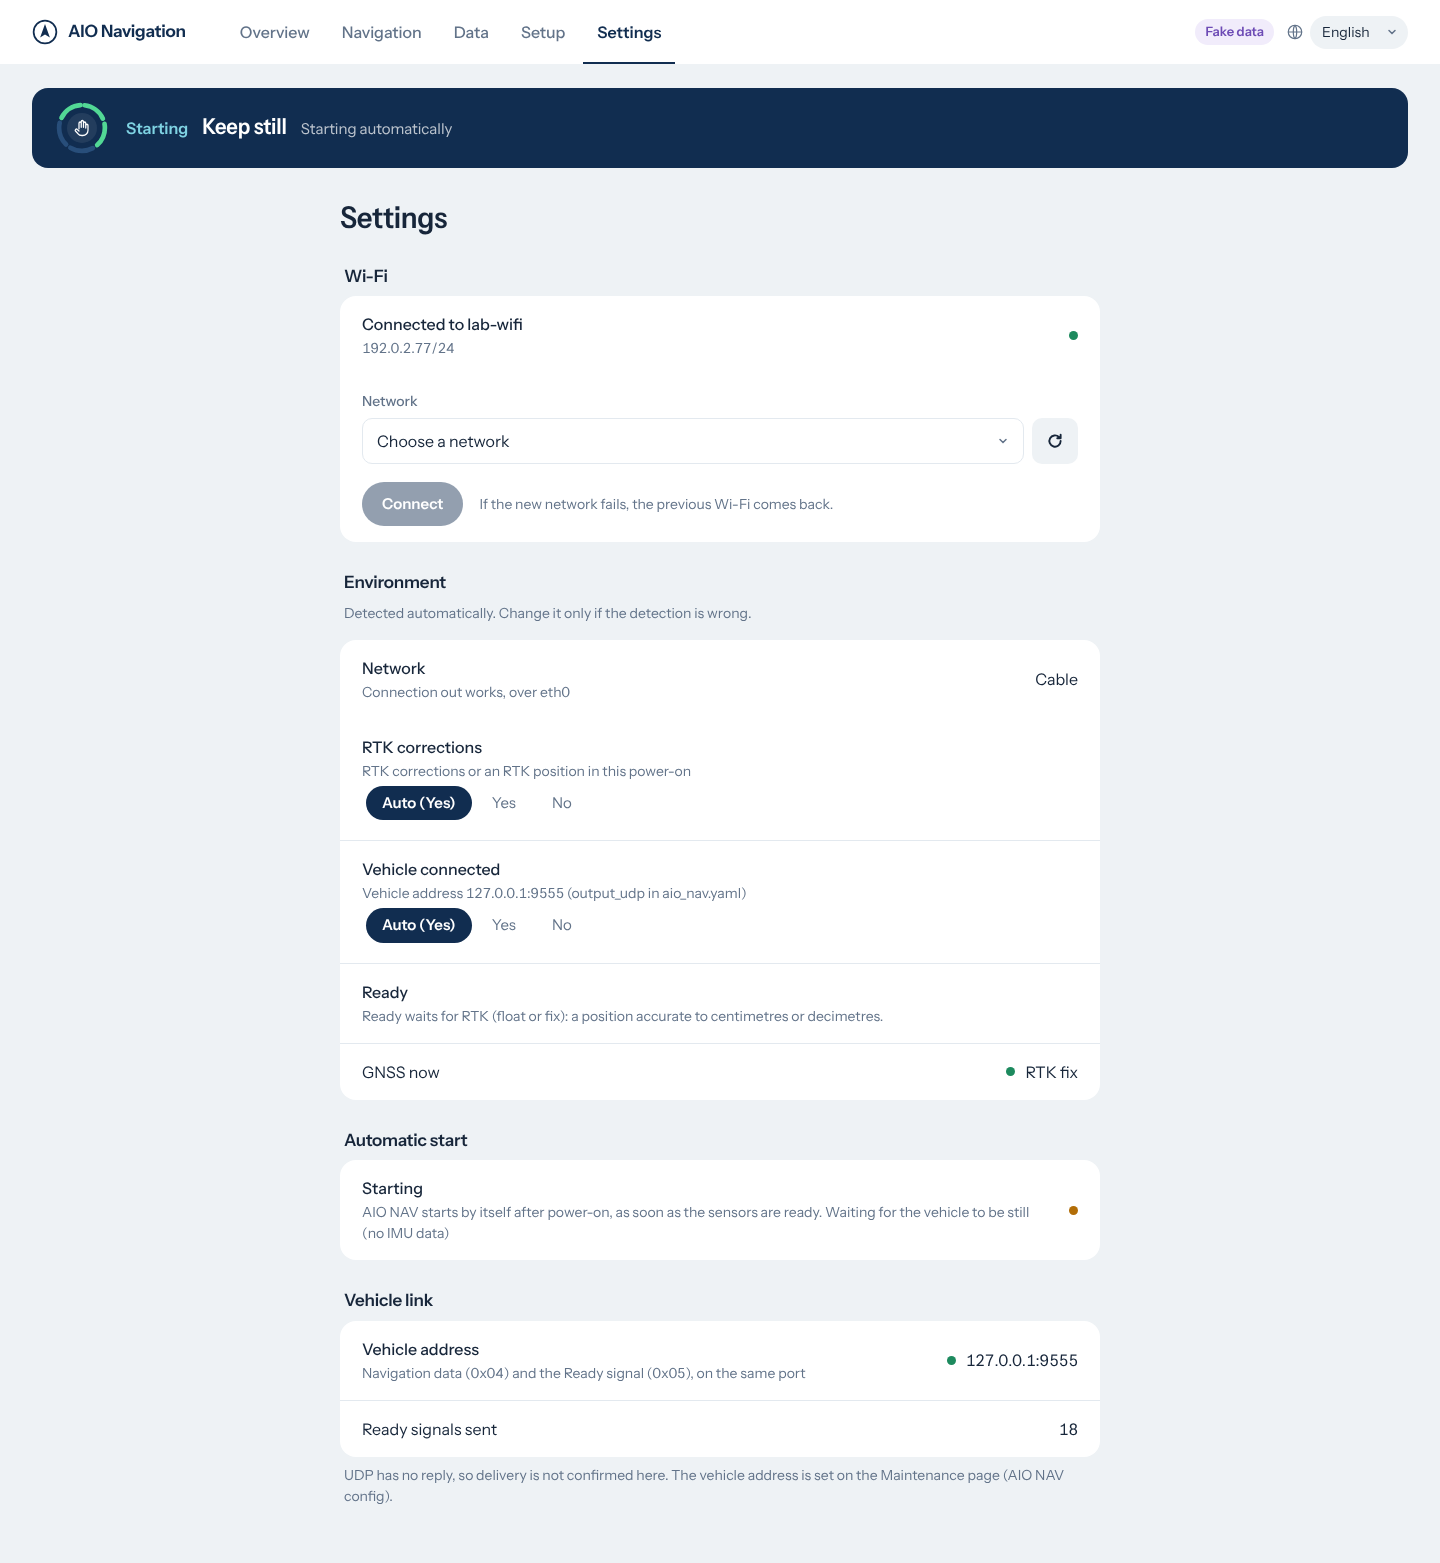 AIO Navigation
Overview
Navigation
Data
Setup
Settings
Fake data
English
Starting
Keep still
Starting automatically
Settings
Wi-Fi
Connected to lab-wifi
192.0.2.77/24
Network
Choose a network
Connect
If the new network fails, the previous Wi-Fi comes back.
Environment
Detected automatically. Change it only if the detection is wrong.
Network
Connection out works, over eth0
Cable
RTK corrections
RTK corrections or an RTK position in this power-on
Auto (Yes)
Yes
No
Vehicle connected
Vehicle address 127.0.0.1:9555 (output_udp in aio_nav.yaml)
Auto (Yes)
Yes
No
Ready
Ready waits for RTK (float or fix): a position accurate to centimetres or decimetres.
GNSS now
RTK fix
Automatic start
Starting
AIO NAV starts by itself after power-on, as soon as the sensors are ready. Waiting for the vehicle to be still
(no IMU data)
Vehicle link
Vehicle address
Navigation data (0x04) and the Ready signal (0x05), on the same port
127.0.0.1:9555
Ready signals sent
18
UDP has no reply, so delivery is not confirmed here. The vehicle address is set on the Maintenance page (AIO NAV
config).